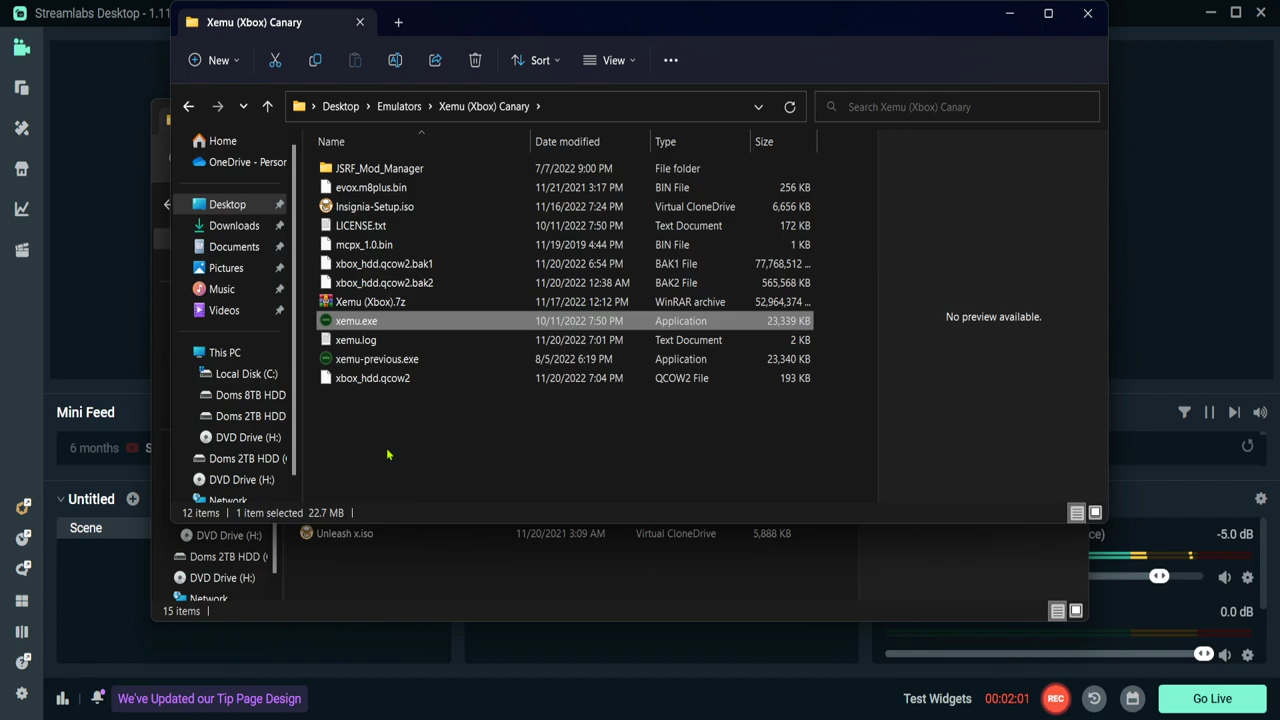 Streamlabs Desktop - 1.11
Xemu (Xbox) Canary
New
Sort
View
Desktop > Emulators > Xemu (Xbox) Canary >
Search Xemu (Xbox) Canary
Home
OneDrive - Person
Desktop
Downloads
Documents
Pictures
Music
Videos
This PC
Local Disk (C:)
Doms 8TB HDD
Doms 2TB HDD
DVD Drive (H:)
Doms 2TB HDD (
DVD Drive (H:)
Network
Name Date modified Type Size
JSRF_Mod_Manager 7/7/2022 9:00 PM File folder
evox.m8plus.bin 11/21/2021 3:17 PM BIN File 256 KB
Insignia-Setup.iso 11/16/2022 7:24 PM Virtual CloneDrive 6,656 KB
LICENSE.txt 10/11/2022 7:50 PM Text Document 172 KB
mcpx_1.0.bin 11/19/2019 4:44 PM BIN File 1 KB
xbox_hdd.qcow2.bak1 11/20/2022 6:54 PM BAK1 File 77,768,512 ...
xbox_hdd.qcow2.bak2 11/20/2022 12:38 AM BAK2 File 565,568 KB
Xemu (Xbox).7z 11/17/2022 12:12 PM WinRAR archive 52,964,374 ...
xemu.exe 10/11/2022 7:50 PM Application 23,339 KB
xemu.log 11/20/2022 7:01 PM Text Document 2 KB
xemu-previous.exe 8/5/2022 6:19 PM Application 23,340 KB
xbox_hdd.qcow2 11/20/2022 7:04 PM QCOW2 File 193 KB
No preview available.
12 items 1 item selected 22.7 MB
Mini Feed
6 months S
Untitled
Scene
DVD Drive (H:)
Doms 2TB HDD (
DVD Drive (H:)
Network
Unleash x.iso 11/20/2021 3:09 AM Virtual CloneDrive 5,888 KB
15 items
ce) -5.0 dB
0.0 dB
We've Updated our Tip Page Design
Test Widgets 00:02:01 REC Go Live